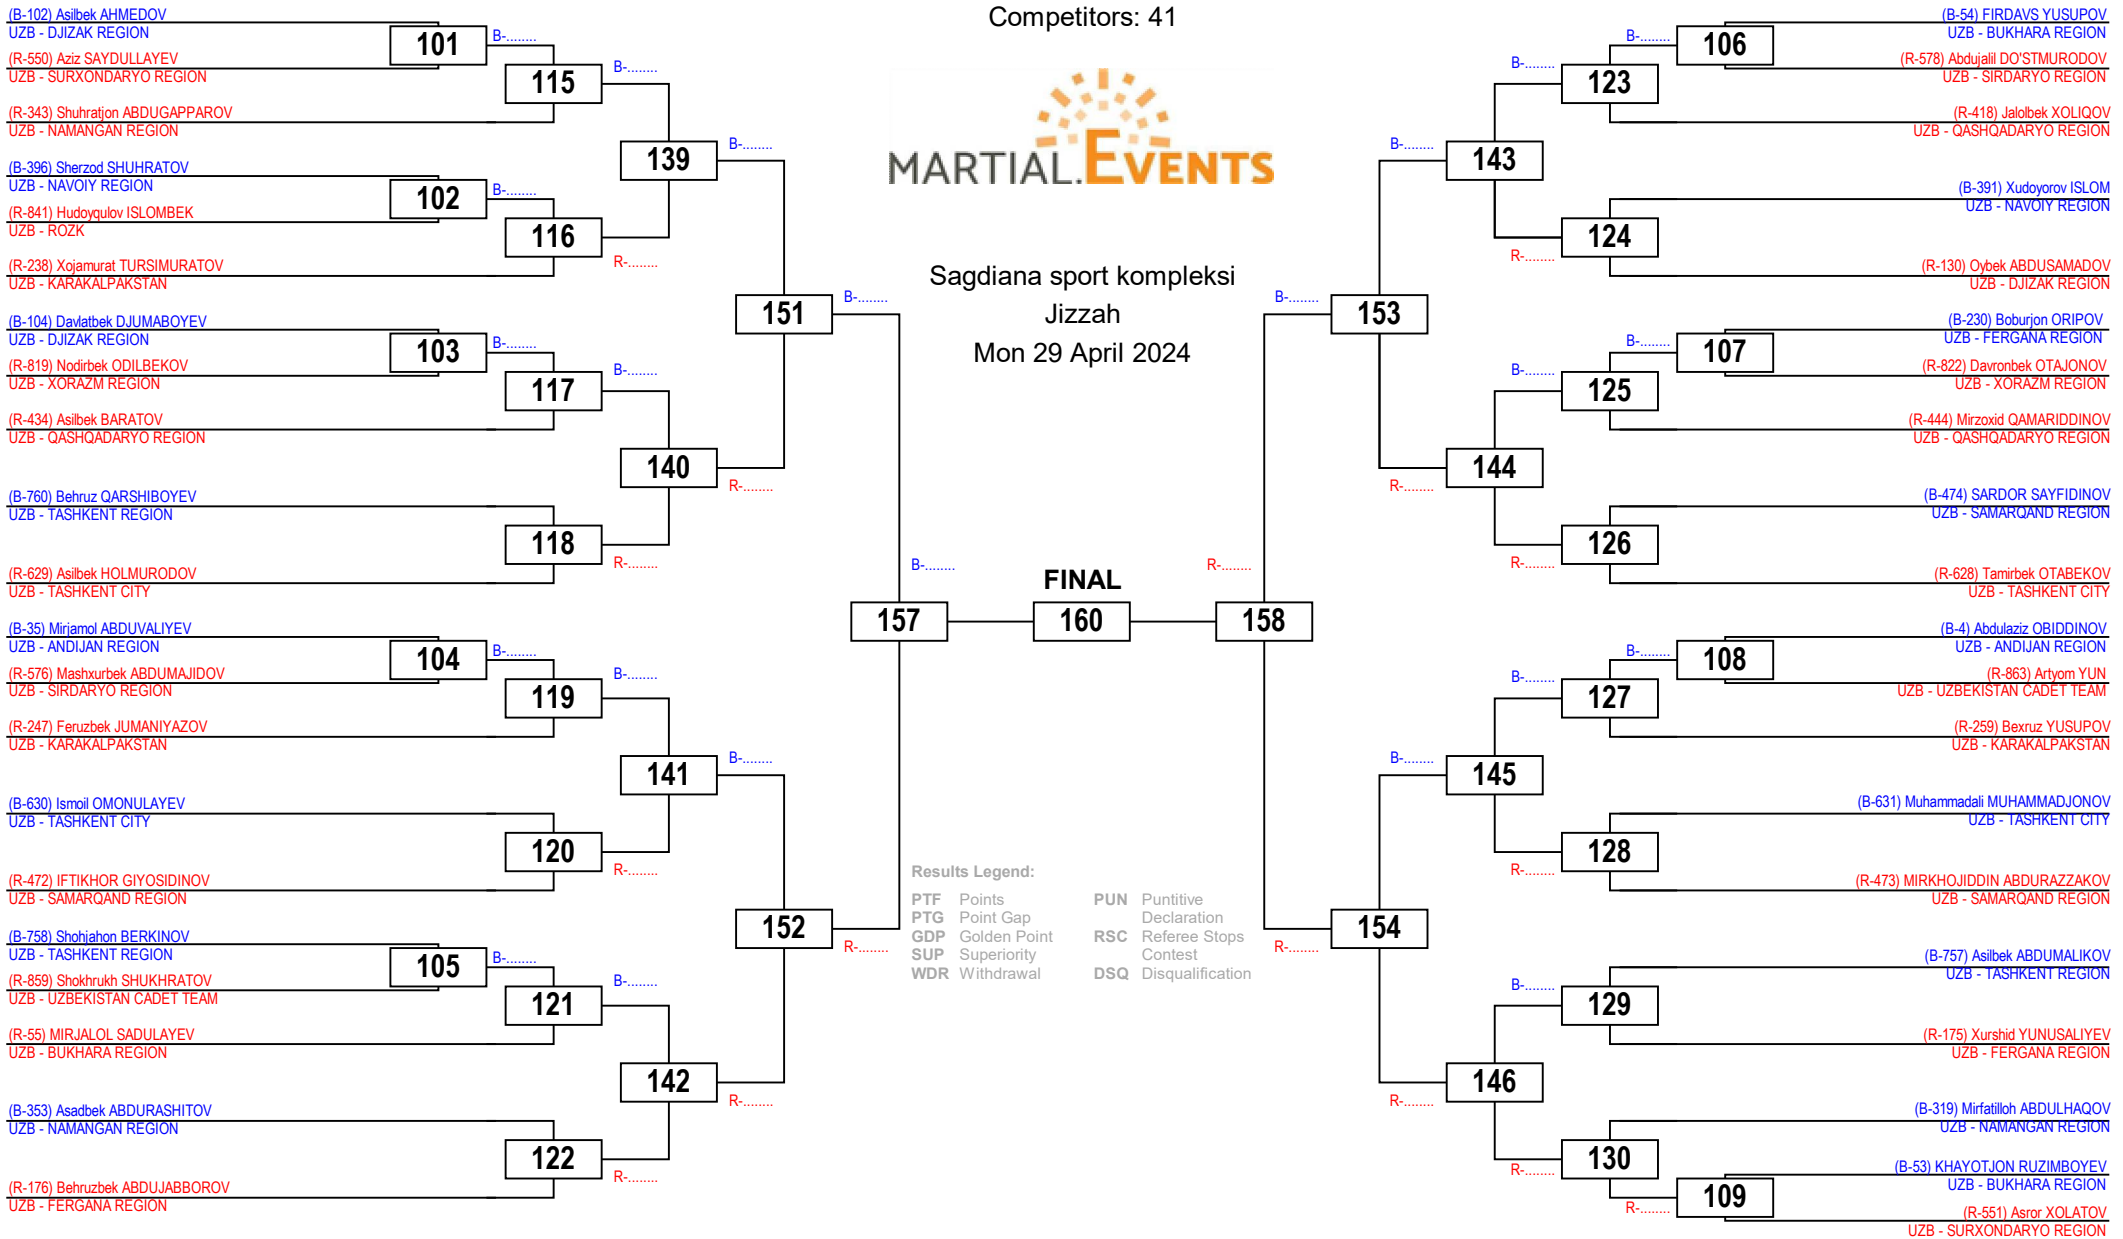 Competitors: 41
MARTIAL.EVENTS
Sagdiana sport kompleksi
Jizzah
Mon 29 April 2024
(B-102) Asilbek AHMEDOV
UZB - DJIZAK REGION
101
B-........
(R-550) Aziz SAYDULLAYEV
UZB - SURXONDARYO REGION
115
B-........
(R-343) Shuhratjon ABDUGAPPAROV
UZB - NAMANGAN REGION
139
B-........
(B-396) Sherzod SHUHRATOV
UZB - NAVOIY REGION
102
B-........
(R-841) Hudoyqulov ISLOMBEK
UZB - ROZK
116
R-........
(R-238) Xojamurat TURSIMURATOV
UZB - KARAKALPAKSTAN
151
B-........
(B-104) Davlatbek DJUMABOYEV
UZB - DJIZAK REGION
103
B-........
(R-819) Nodirbek ODILBEKOV
UZB - XORAZM REGION
117
B-........
(R-434) Asilbek BARATOV
UZB - QASHQADARYO REGION
140
R-........
(B-760) Behruz QARSHIBOYEV
UZB - TASHKENT REGION
118
R-........
(R-629) Asilbek HOLMURODOV
UZB - TASHKENT CITY
157
B-........
(B-35) Mirjamol ABDUVALIYEV
UZB - ANDIJAN REGION
104
B-........
(R-576) Mashxurbek ABDUMAJIDOV
UZB - SIRDARYO REGION
119
B-........
(R-247) Feruzbek JUMANIYAZOV
UZB - KARAKALPAKSTAN
141
B-........
(B-630) Ismoil OMONULAYEV
UZB - TASHKENT CITY
120
R-........
(R-472) IFTIKHOR GIYOSIDINOV
UZB - SAMARQAND REGION
152
R-........
(B-758) Shohjahon BERKINOV
UZB - TASHKENT REGION
105
B-........
(R-859) Shokhrukh SHUKHRATOV
UZB - UZBEKISTAN CADET TEAM
121
B-........
(R-55) MIRJALOL SADULAYEV
UZB - BUKHARA REGION
142
R-........
(B-353) Asadbek ABDURASHITOV
UZB - NAMANGAN REGION
122
R-........
(R-176) Behruzbek ABDUJABBOROV
UZB - FERGANA REGION
FINAL
160
Results Legend:
PTF Points
PTG Point Gap
GDP Golden Point
SUP Superiority
WDR Withdrawal
PUN Puntitive
Declaration
RSC Referee Stops
Contest
DSQ Disqualification
(B-54) FIRDAVS YUSUPOV
UZB - BUKHARA REGION
B-........
106
(R-578) Abdujalil DO'STMURODOV
UZB - SIRDARYO REGION
B-........
123
(R-418) Jalolbek XOLIQOV
UZB - QASHQADARYO REGION
B-........
143
(B-391) Xudoyorov ISLOM
UZB - NAVOIY REGION
R-........
124
(R-130) Oybek ABDUSAMADOV
UZB - DJIZAK REGION
B-........
153
(B-230) Boburjon ORIPOV
UZB - FERGANA REGION
B-........
107
(R-822) Davronbek OTAJONOV
UZB - XORAZM REGION
B-........
125
(R-444) Mirzoxid QAMARIDDINOV
UZB - QASHQADARYO REGION
R-........
144
(B-474) SARDOR SAYFIDINOV
UZB - SAMARQAND REGION
R-........
126
(R-628) Tamirbek OTABEKOV
UZB - TASHKENT CITY
R-........
158
(B-4) Abdulaziz OBIDDINOV
UZB - ANDIJAN REGION
B-........
108
(R-863) Artyom YUN
UZB - UZBEKISTAN CADET TEAM
B-........
127
(R-259) Bexruz YUSUPOV
UZB - KARAKALPAKSTAN
B-........
145
(B-631) Muhammadali MUHAMMADJONOV
UZB - TASHKENT CITY
R-........
128
(R-473) MIRKHOJIDDIN ABDURAZZAKOV
UZB - SAMARQAND REGION
R-........
154
(B-757) Asilbek ABDUMALIKOV
UZB - TASHKENT REGION
B-........
129
(R-175) Xurshid YUNUSALIYEV
UZB - FERGANA REGION
R-........
146
(B-319) Mirfatilloh ABDULHAQOV
UZB - NAMANGAN REGION
R-........
130
(B-53) KHAYOTJON RUZIMBOYEV
UZB - BUKHARA REGION
R-........
109
(R-551) Asror XOLATOV
UZB - SURXONDARYO REGION